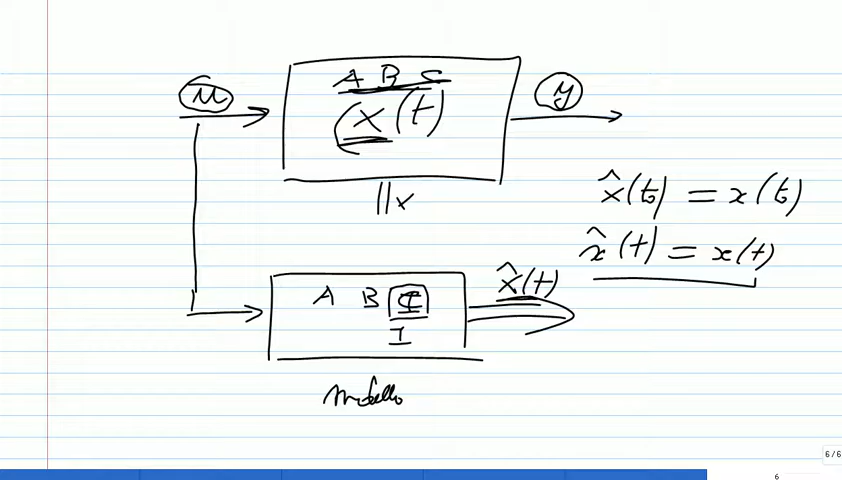 A B C
u
x(t)
y
||x
x̂(t₀) = x(t₀)
x̂(t) = x(t)
x̂(t)
A B I
I
modello
6/6
6